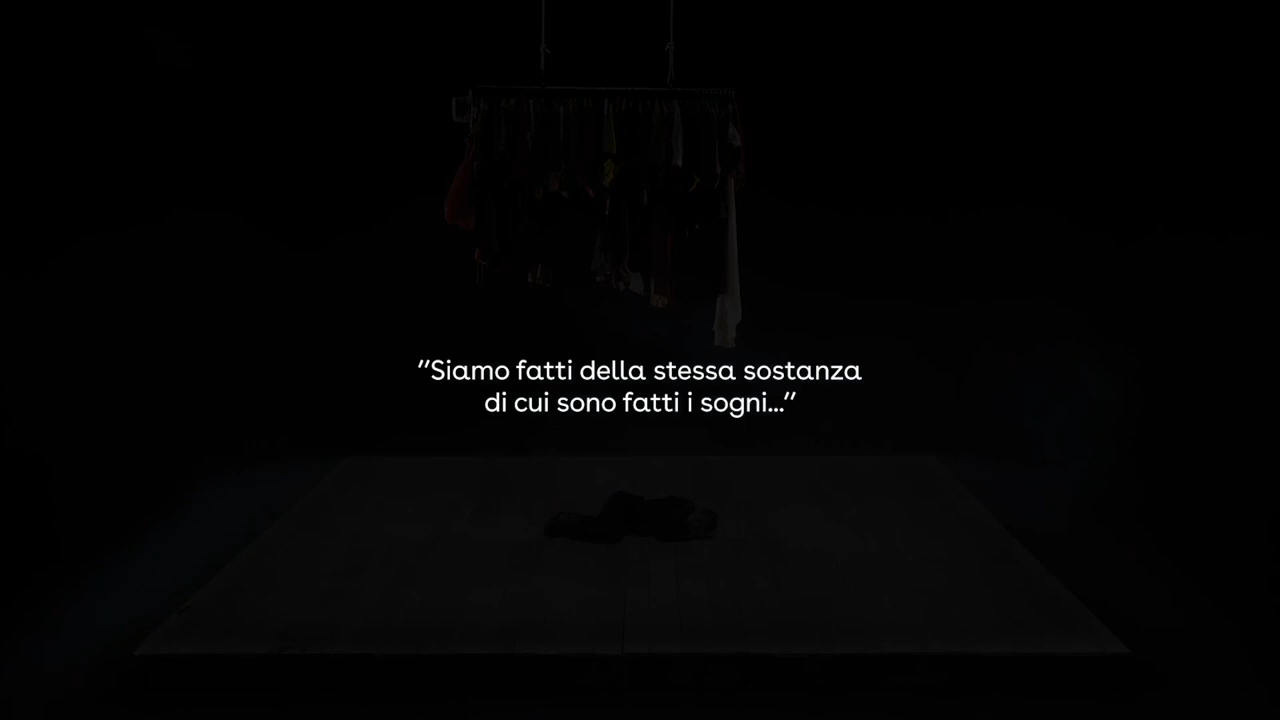 "Siamo fatti della stessa sostanza
di cui sono fatti i sogni..."